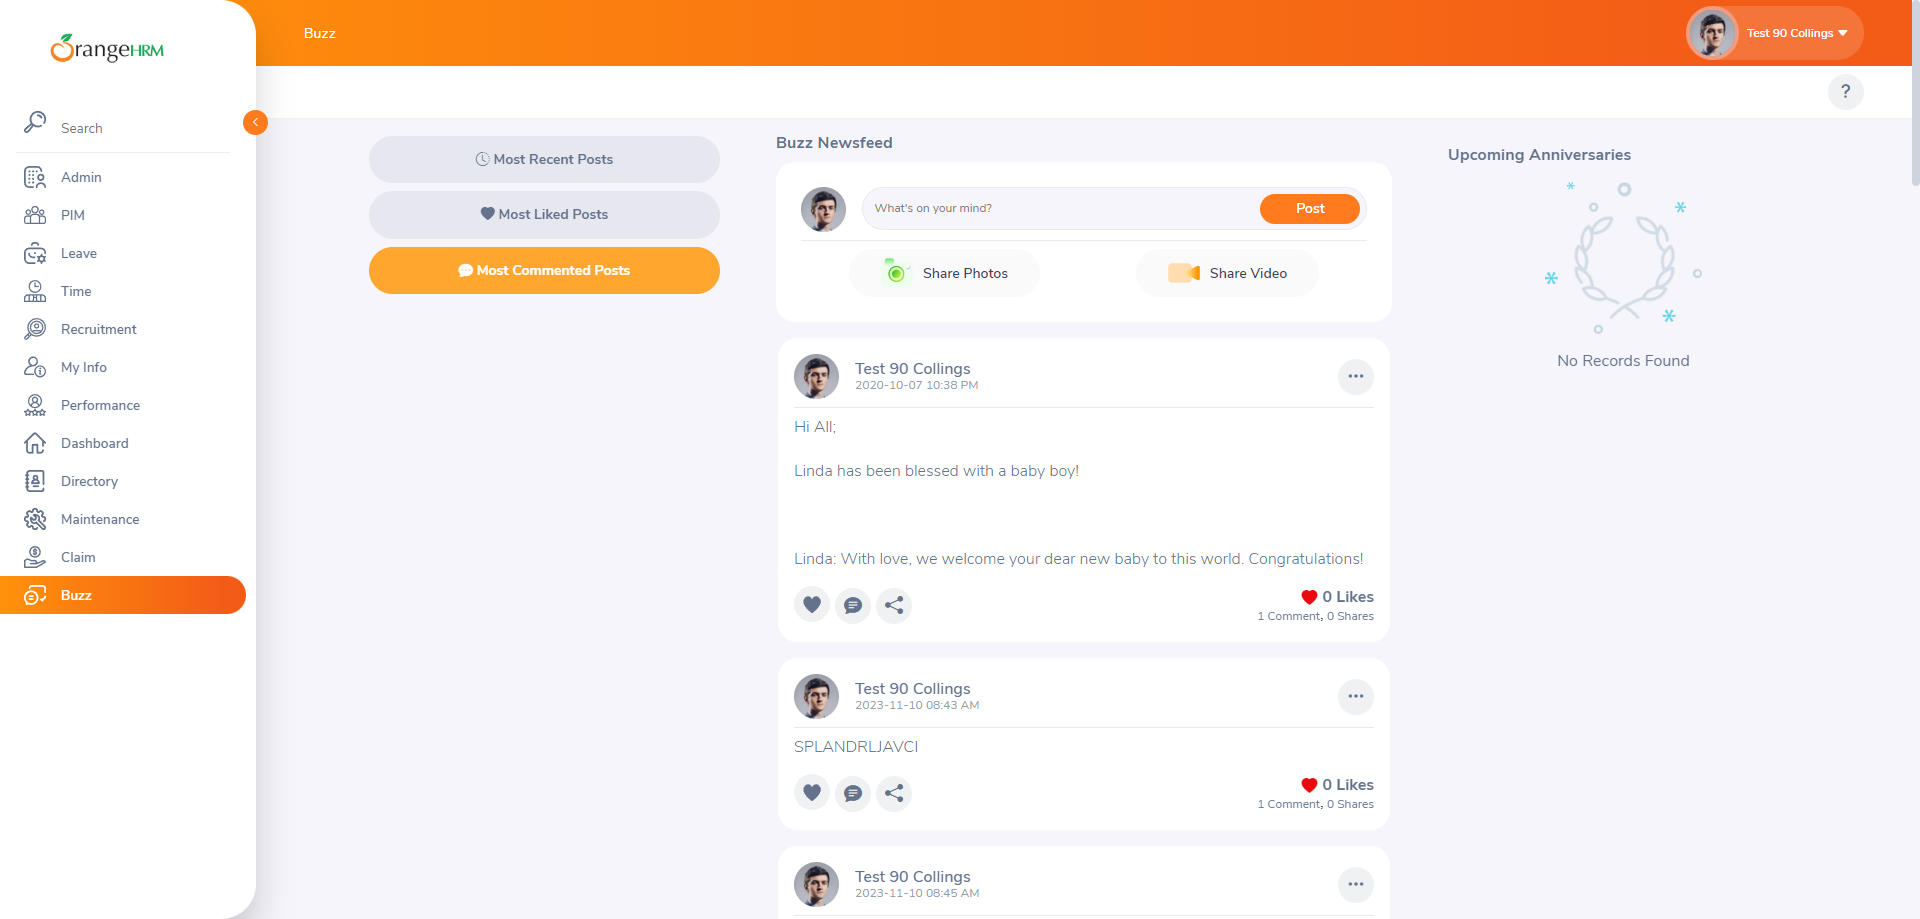 OrangeHRM
Search
Admin
PIM
Leave
Time
Recruitment
My Info
Performance
Dashboard
Directory
Maintenance
Claim
Buzz
Buzz
Test 90 Collings
?
Most Recent Posts
Most Liked Posts
Most Commented Posts
Buzz Newsfeed
What's on your mind?
Post
Share Photos
Share Video
Test 90 Collings
2020-10-07 10:38 PM
Hi All;
Linda has been blessed with a baby boy!
Linda: With love, we welcome your dear new baby to this world. Congratulations!
0 Likes
1 Comment, 0 Shares
Test 90 Collings
2023-11-10 08:43 AM
SPLANDRLJAVCI
0 Likes
1 Comment, 0 Shares
Test 90 Collings
2023-11-10 08:45 AM
Upcoming Anniversaries
No Records Found